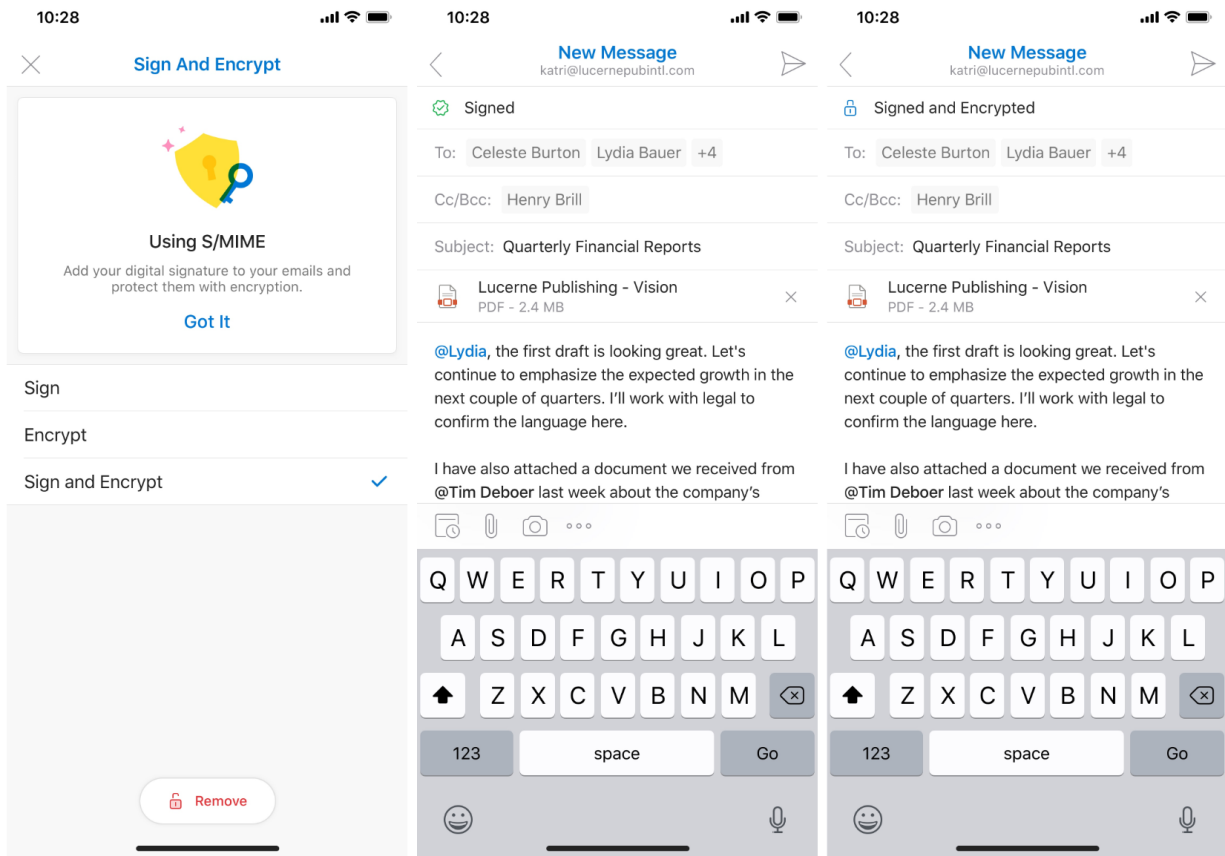 10:28
Sign And Encrypt
Using S/MIME
Add your digital signature to your emails and
protect them with encryption.
Got It
Sign
Encrypt
Sign and Encrypt
Remove
10:28
New Message
katri@lucernepubintl.com
Signed
To: Celeste Burton Lydia Bauer +4
Cc/Bcc: Henry Brill
Subject: Quarterly Financial Reports
Lucerne Publishing - Vision
PDF - 2.4 MB
@Lydia, the first draft is looking great. Let's
continue to emphasize the expected growth in the
next couple of quarters. I’ll work with legal to
confirm the language here.
I have also attached a document we received from
@Tim Deboer last week about the company’s
Q W E R T Y U I O P
A S D F G H J K L
Z X C V B N M
123 space Go
10:28
New Message
katri@lucernepubintl.com
Signed and Encrypted
To: Celeste Burton Lydia Bauer +4
Cc/Bcc: Henry Brill
Subject: Quarterly Financial Reports
Lucerne Publishing - Vision
PDF - 2.4 MB
@Lydia, the first draft is looking great. Let's
continue to emphasize the expected growth in the
next couple of quarters. I’ll work with legal to
confirm the language here.
I have also attached a document we received from
@Tim Deboer last week about the company’s
Q W E R T Y U I O P
A S D F G H J K L
Z X C V B N M
123 space Go